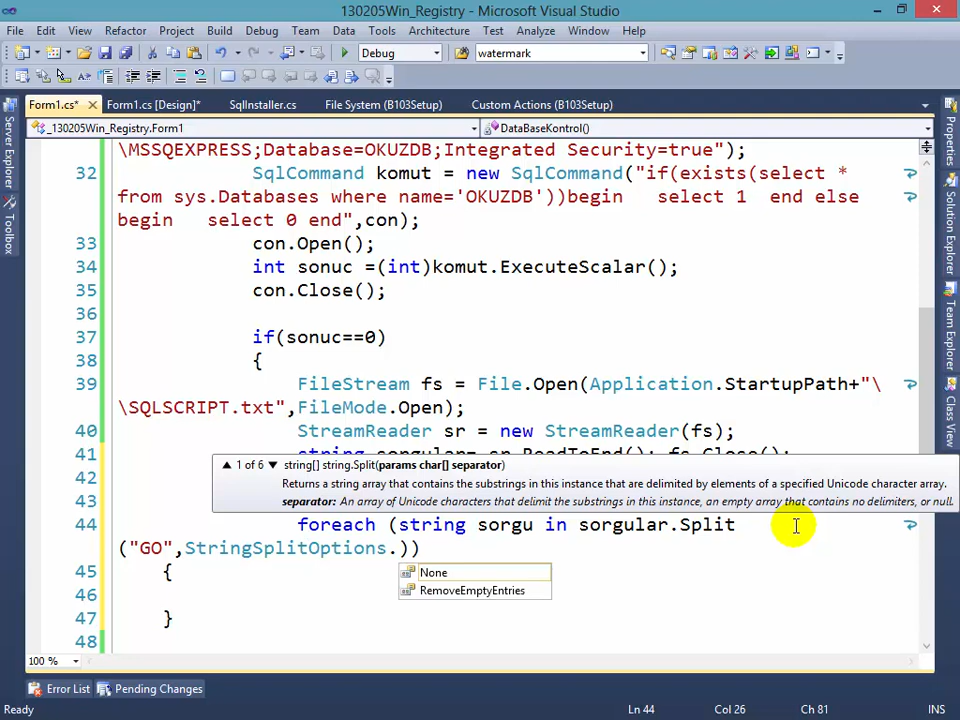 130205Win_Registry - Microsoft Visual Studio
File Edit View Refactor Project Build Debug Team Data Tools Architecture Test Analyze Window Help
Debug watermark
Form1.cs* Form1.cs [Design]* SqlInstaller.cs File System (B103Setup) Custom Actions (B103Setup)
_130205Win_Registry.Form1 DataBaseKontrol()
\MSSQEXPRESS;Database=OKUZDB;Integrated Security=true");
32 SqlCommand komut = new SqlCommand("if(exists(select *
from sys.Databases where name='OKUZDB'))begin select 1 end else
begin select 0 end",con);
33 con.Open();
34 int sonuc =(int)komut.ExecuteScalar();
35 con.Close();
36
37 if(sonuc==0)
38 {
39 FileStream fs = File.Open(Application.StartupPath+"\
\SQLSCRIPT.txt",FileMode.Open);
40 StreamReader sr = new StreamReader(fs);
41 string sorgular= sr.ReadToEnd(); fs.Close();
42
1 of 6 string[] string.Split(params char[] separator)
Returns a string array that contains the substrings in this instance that are delimited by elements of a specified Unicode character array.
43
separator: An array of Unicode characters that delimit the substrings in this instance, an empty array that contains no delimiters, or null.
44 foreach (string sorgu in sorgular.Split
("GO",StringSplitOptions.))
45 {
None
46
RemoveEmptyEntries
47 }
48
100 %
Error List Pending Changes
Ready Ln 44 Col 26 Ch 81 INS
Server Explorer
Toolbox
Properties
Solution Explorer
Team Explorer
Class View